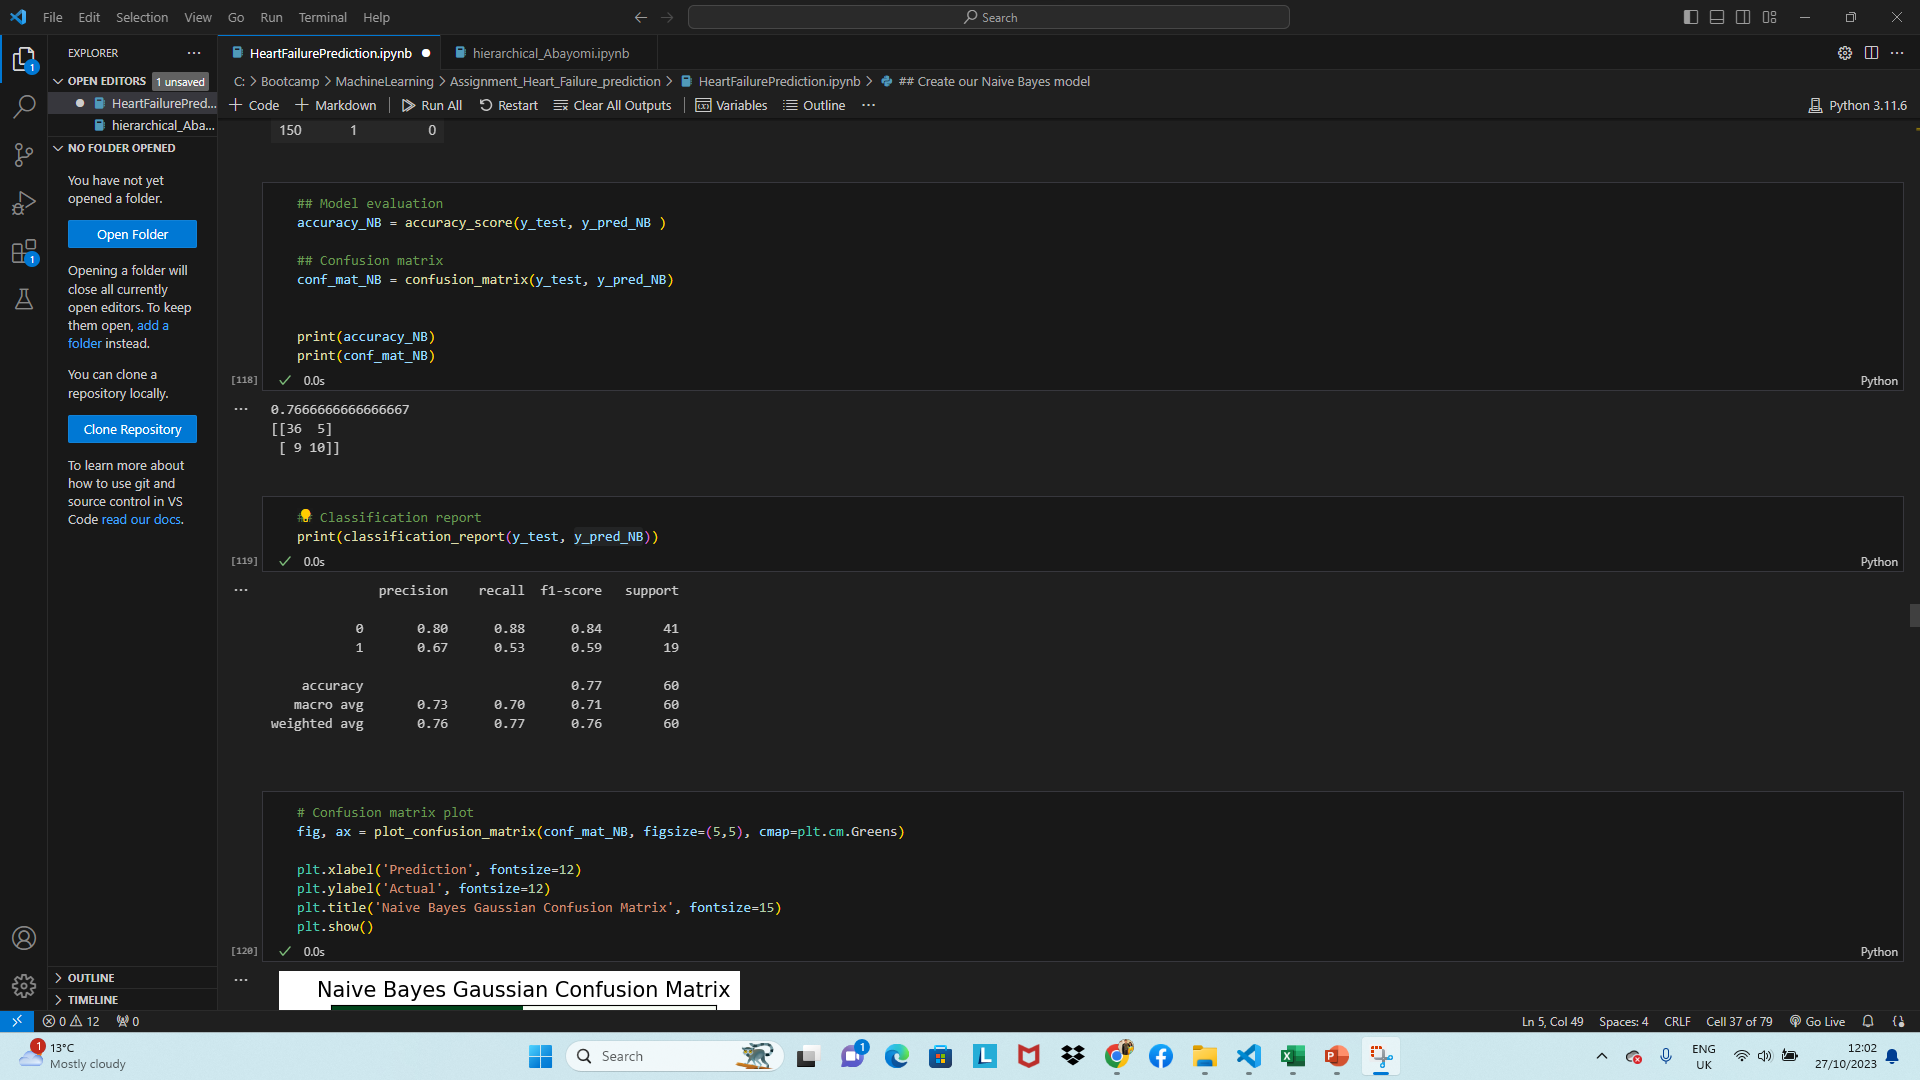 File Edit Selection View Go Run Terminal Help
Search
EXPLORER
OPEN EDITORS 1 unsaved
HeartFailurePred...
hierarchical_Aba...
NO FOLDER OPENED
You have not yet
opened a folder.
Open Folder
Opening a folder will
close all currently
open editors. To keep
them open, add a
folder instead.
You can clone a
repository locally.
Clone Repository
To learn more about
how to use git and
source control in VS
Code read our docs.
OUTLINE
TIMELINE
HeartFailurePrediction.ipynb
hierarchical_Abayomi.ipynb
C: > Bootcamp > MachineLearning > Assignment_Heart_Failure_prediction > HeartFailurePrediction.ipynb > ## Create our Naive Bayes model
+ Code + Markdown Run All Restart Clear All Outputs Variables Outline ...
Python 3.11.6
150 1 0
## Model evaluation
accuracy_NB = accuracy_score(y_test, y_pred_NB )
## Confusion matrix
conf_mat_NB = confusion_matrix(y_test, y_pred_NB)
print(accuracy_NB)
print(conf_mat_NB)
[118] 0.0s Python
0.7666666666666667
[[36  5]
 [ 9 10]]
## Classification report
print(classification_report(y_test, y_pred_NB))
[119] 0.0s Python
precision recall f1-score support
0 0.80 0.88 0.84 41
1 0.67 0.53 0.59 19
accuracy 0.77 60
macro avg 0.73 0.70 0.71 60
weighted avg 0.76 0.77 0.76 60
# Confusion matrix plot
fig, ax = plot_confusion_matrix(conf_mat_NB, figsize=(5,5), cmap=plt.cm.Greens)
plt.xlabel('Prediction', fontsize=12)
plt.ylabel('Actual', fontsize=12)
plt.title('Naive Bayes Gaussian Confusion Matrix', fontsize=15)
plt.show()
[120] 0.0s Python
Naive Bayes Gaussian Confusion Matrix
0 12 0
Ln 5, Col 49 Spaces: 4 CRLF Cell 37 of 79 Go Live
1
1
13°C
Mostly cloudy
1
Search
1
ENG
UK
12:02
27/10/2023